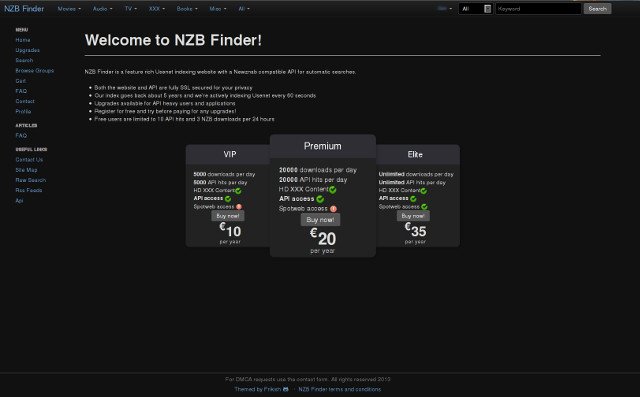 NZB Finder Movies Audio TV XXX Books Misc All All Keyword Search
MENU
Home
Upgrades
Search
Browse Groups
Cart
FAQ
Contact
Profile
ARTICLES
FAQ
USEFUL LINKS
Contact Us
Site Map
Raw Search
Rss Feeds
Api
Welcome to NZB Finder!
NZB Finder is a feature rich Usenet indexing website with a Newznab compatible API for automatic searches.
Both the website and API are fully SSL secured for your privacy
Our index goes back about 5 years and we're actively indexing Usenet every 60 seconds
Upgrades available for API heavy users and applications
Register for free and try before paying for any upgrades!
Free users are limited to 10 API hits and 3 NZB downloads per 24 hours
VIP
5000 downloads per day
5000 API hits per day
HD XXX Content
API access
Spotweb access
Buy now!
€10
per year
Premium
20000 downloads per day
20000 API hits per day
HD XXX Content
API access
Spotweb access
Buy now!
€20
per year
Elite
Unlimited downloads per day
Unlimited API hits per day
HD XXX Content
API access
Spotweb access
Buy now!
€35
per year
For DMCA requests use the contact form. All rights reserved
Themed by Frikish NZB Finder terms and conditions